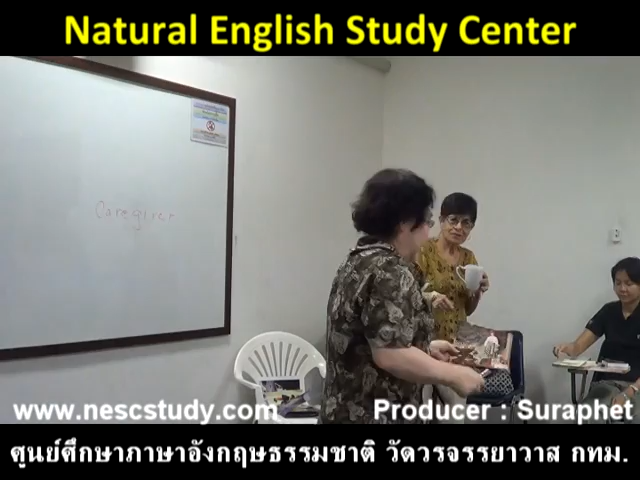 Natural English Study Center
Caregiver
www.nescstudy.com
Producer : Suraphet
ศูนย์ศึกษาภาษาอังกฤษธรรมชาติ วัดวรจรรยาวาส กทม.